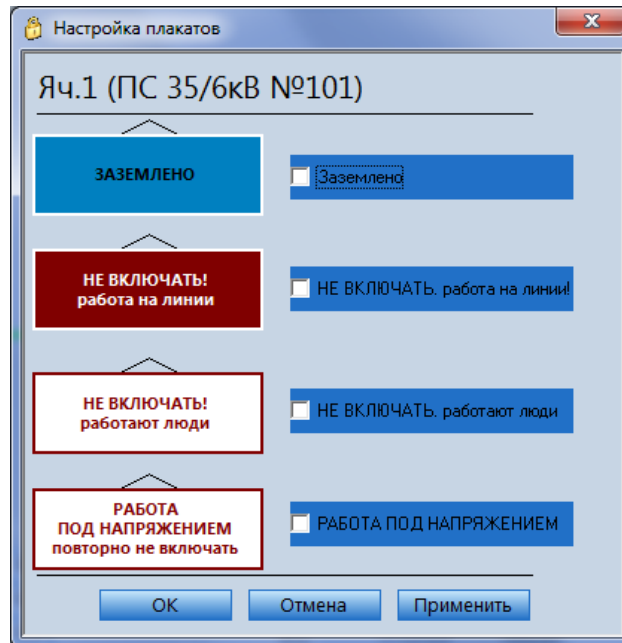 Настройка плакатов
Яч.1 (ПС 35/6кВ №101)
ЗАЗЕМЛЕНО
Заземлено
НЕ ВКЛЮЧАТЬ!
работа на линии
НЕ ВКЛЮЧАТЬ. работа на линии!
НЕ ВКЛЮЧАТЬ!
работают люди
НЕ ВКЛЮЧАТЬ. работают люди
РАБОТА
ПОД НАПРЯЖЕНИЕМ
повторно не включать
РАБОТА ПОД НАПРЯЖЕНИЕМ
ОК
Отмена
Применить